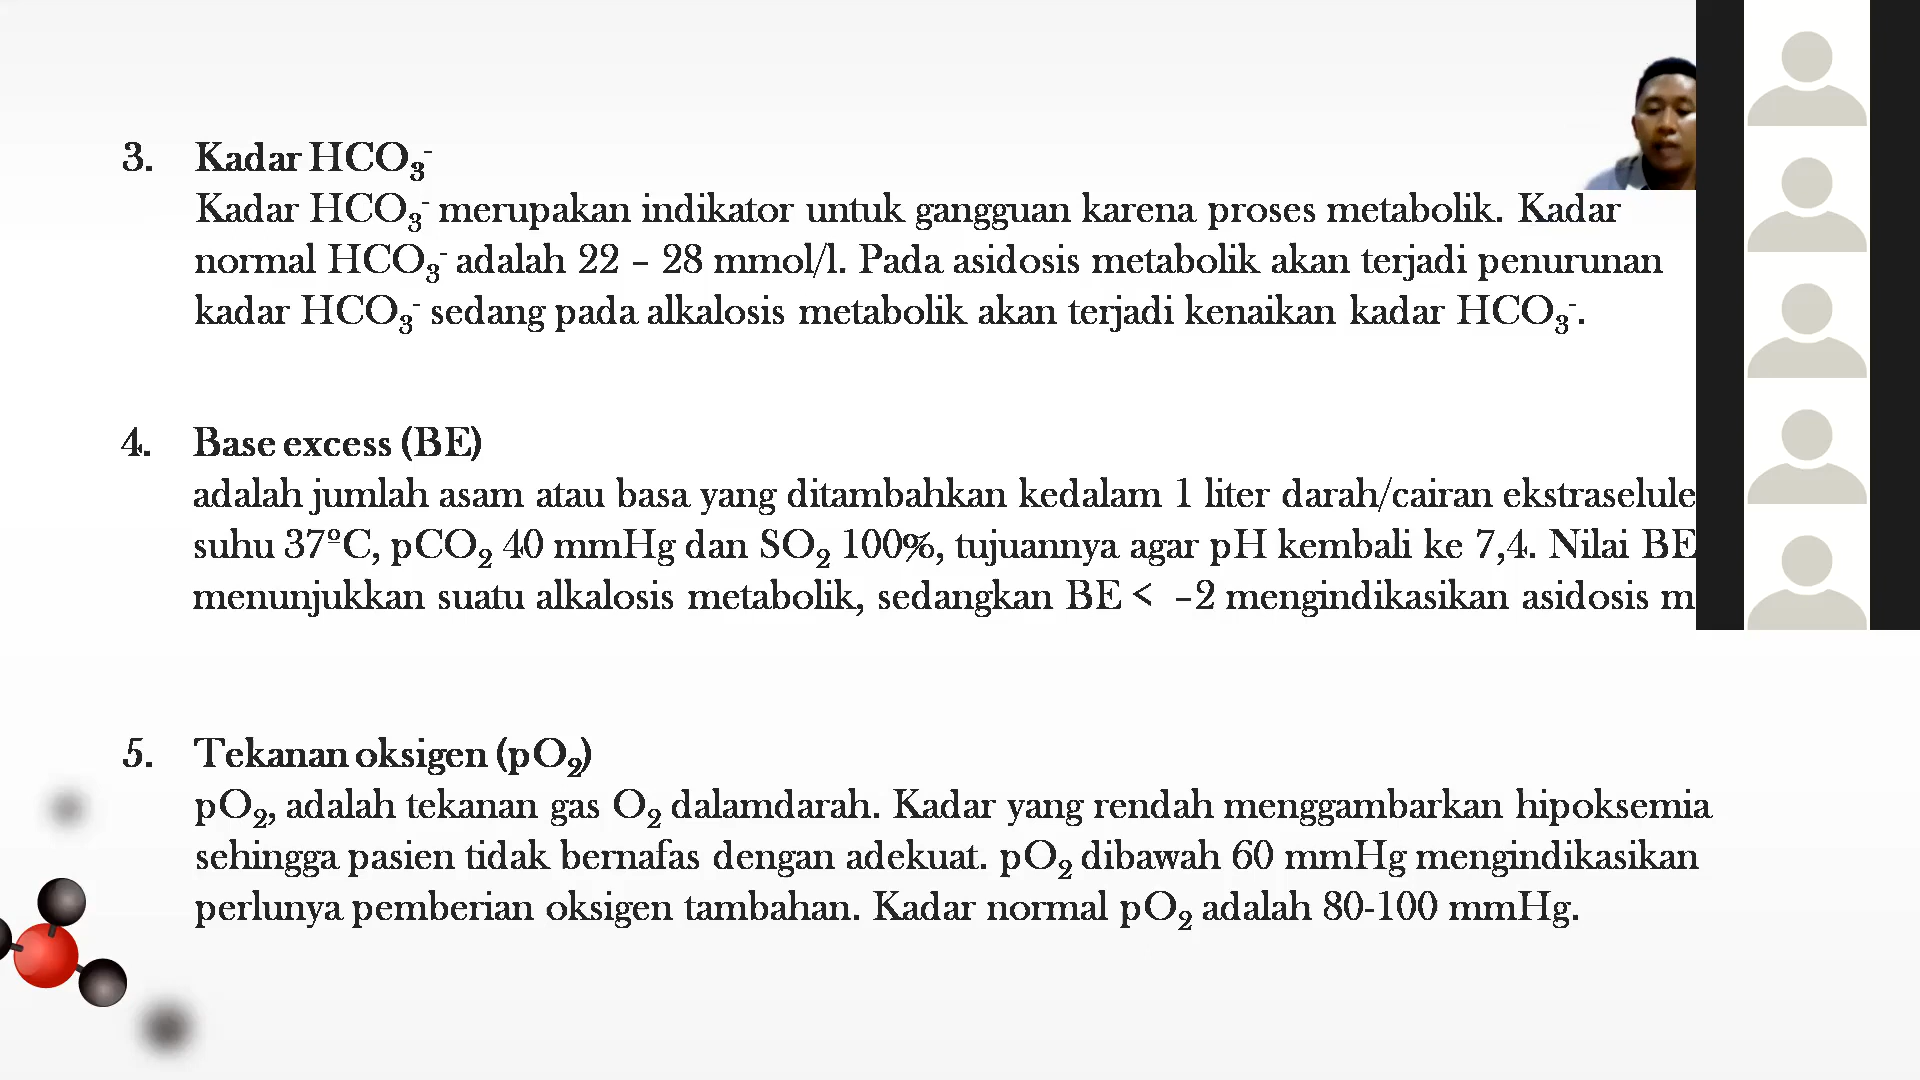 3. Kadar HCO₃⁻
Kadar HCO₃⁻ merupakan indikator untuk gangguan karena proses metabolik. Kadar
normal HCO₃⁻ adalah 22 – 28 mmol/l. Pada asidosis metabolik akan terjadi penurunan
kadar HCO₃⁻ sedang pada alkalosis metabolik akan terjadi kenaikan kadar HCO₃⁻.
4. Base excess (BE)
adalah jumlah asam atau basa yang ditambahkan kedalam 1 liter darah/cairan
suhu 37ºC, pCO₂ 40 mmHg dan SO₂ 100%, tujuannya agar pH kembali ke 7,4. Nilai BE
menunjukkan suatu alkalosis metabolik, sedangkan BE < –2 mengindikasikan asidosis
5. Tekanan oksigen (pO₂)
pO₂, adalah tekanan gas O₂ dalamdarah. Kadar yang rendah menggambarkan hipoksemia
sehingga pasien tidak bernafas dengan adekuat. pO₂ dibawah 60 mmHg mengindikasikan
perlunya pemberian oksigen tambahan. Kadar normal pO₂ adalah 80-100 mmHg.